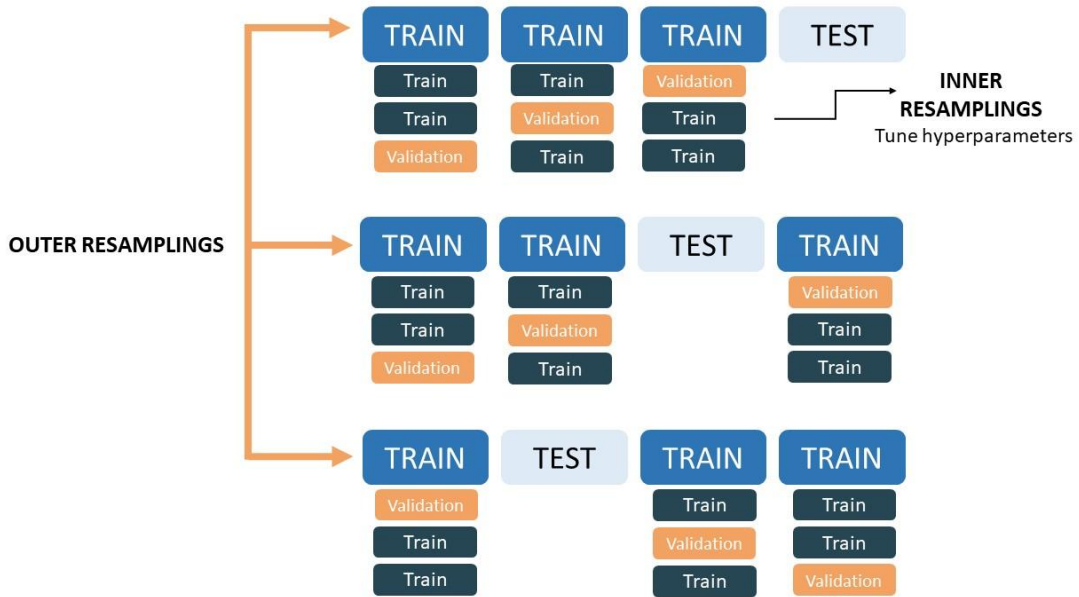 TRAIN TRAIN TRAIN TEST
Train Train Validation
Train Validation Train
Validation Train Train
INNER
RESAMPLINGS
Tune hyperparameters
OUTER RESAMPLINGS
TRAIN TRAIN TEST TRAIN
Train Train Validation
Train Validation Train
Validation Train Train
TRAIN TEST TRAIN TRAIN
Validation Train Train
Train Validation Train
Train Train Validation